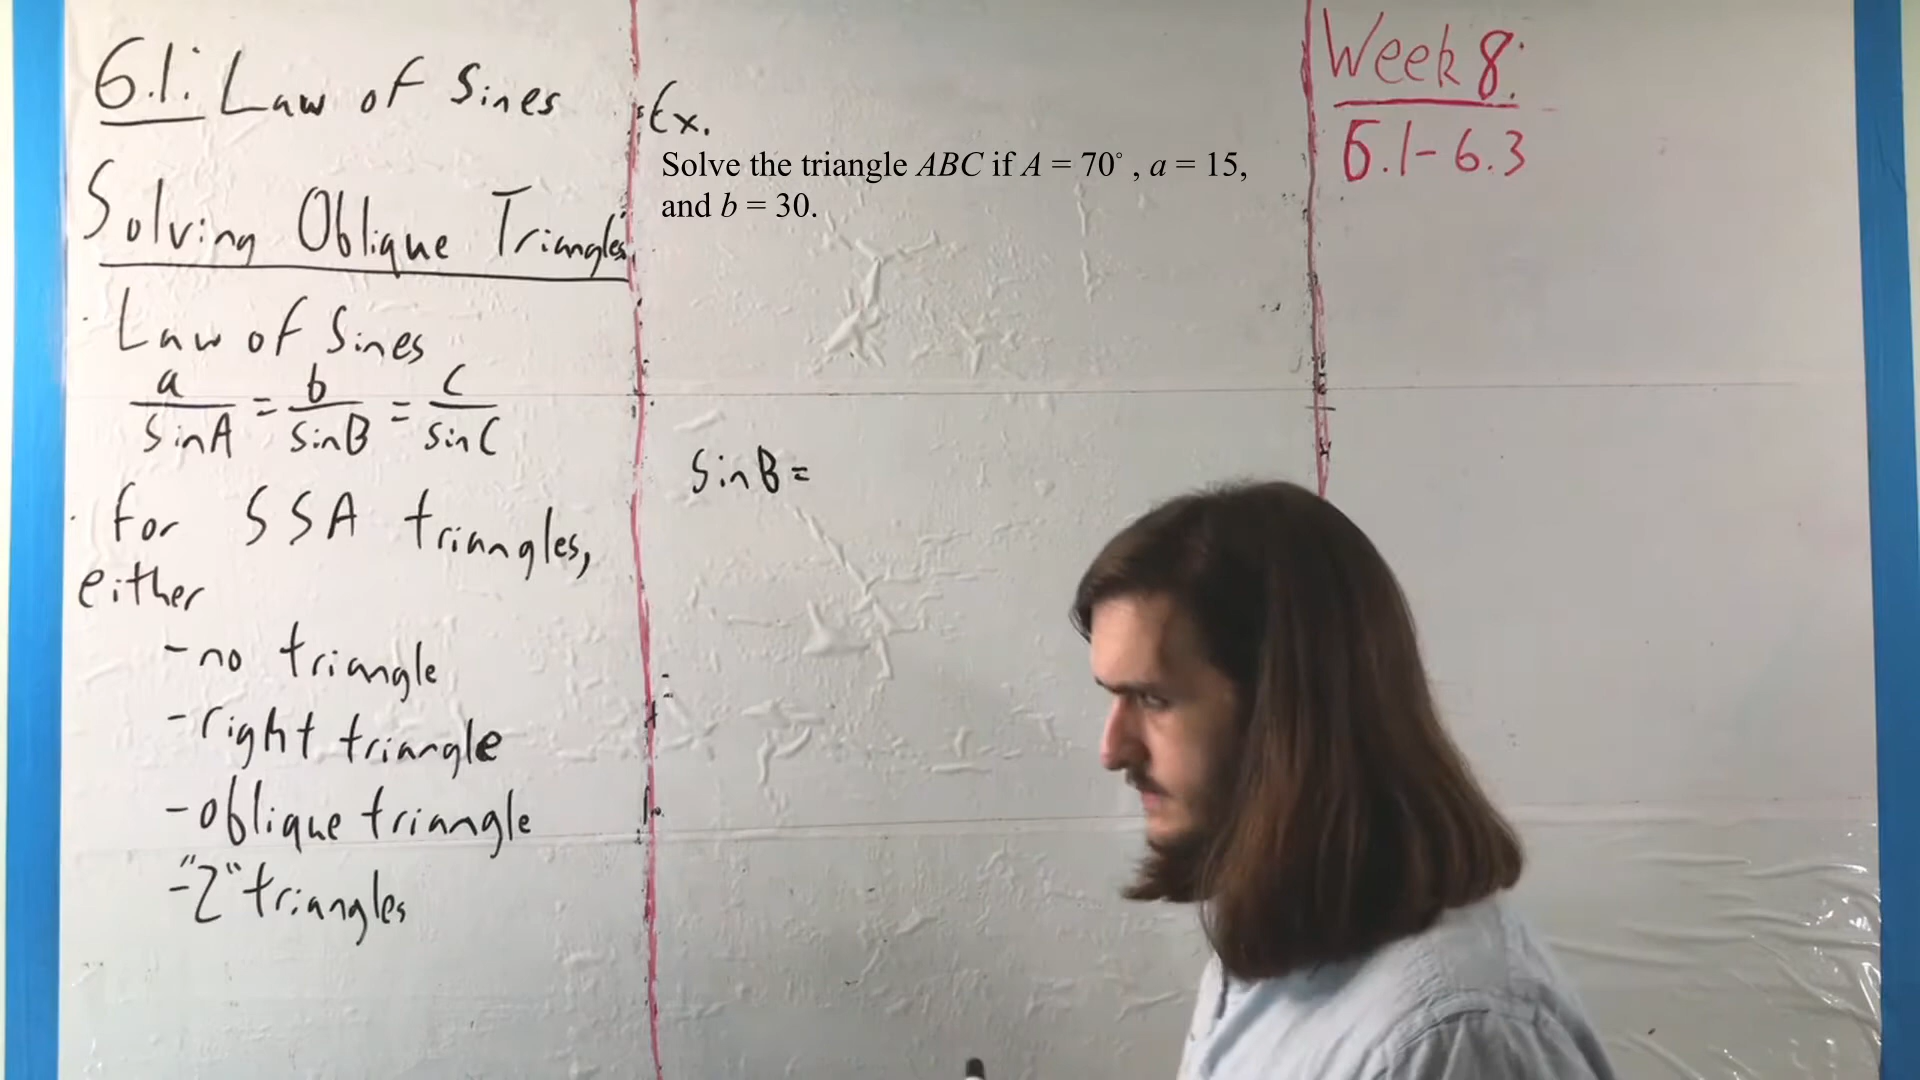 6.1: Law of Sines
Solving Oblique Triangles
· Law of Sines
a/sinA = b/sinB = c/sinC
· for SSA triangles,
either
- no triangle
- right triangle
- oblique triangle
- "2" triangles
· Ex.
Solve the triangle ABC if A = 70°, a = 15,
and b = 30.
sinB =
Week 8:
6.1-6.3